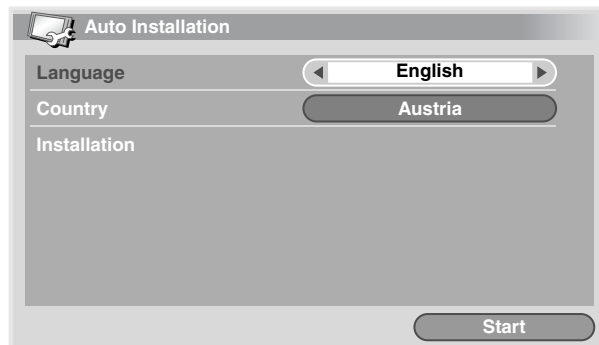 Auto Installation
Language English
Country Austria
Installation
Start